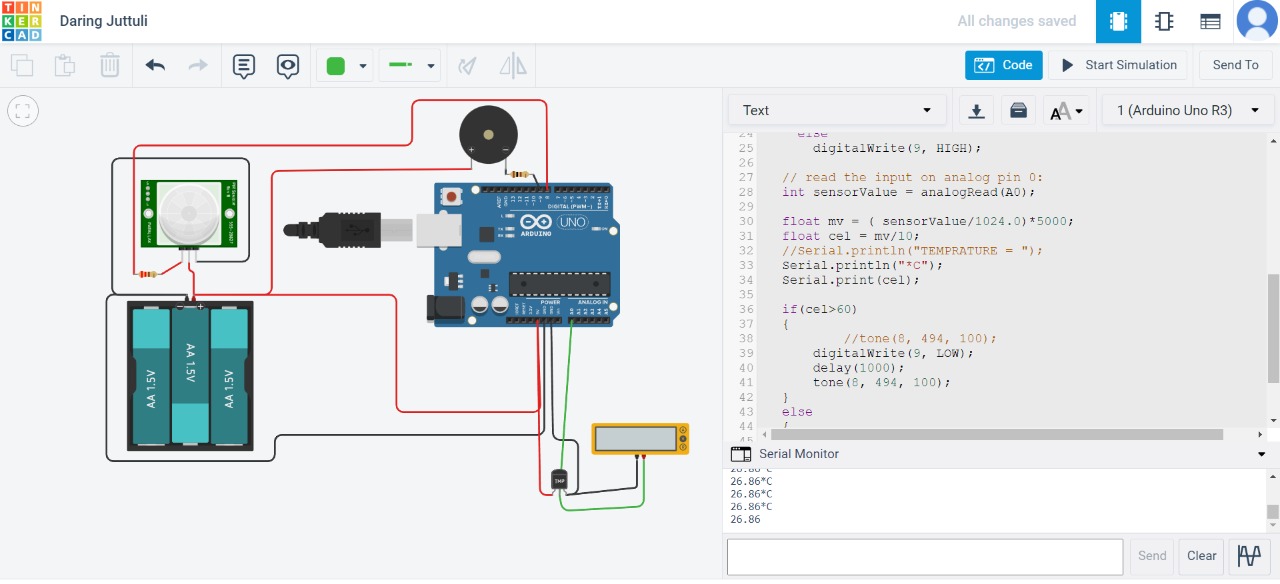 TIN
KER
CAD
Daring Juttuli
All changes saved
Code
Start Simulation
Send To
Text
1 (Arduino Uno R3)
24 else
25 digitalWrite(9, HIGH);
26
27 // read the input on analog pin 0:
28 int sensorValue = analogRead(A0);
29
30 float mv = ( sensorValue/1024.0)*5000;
31 float cel = mv/10;
32 //Serial.println("TEMPRATURE = ");
33 Serial.println("*C");
34 Serial.print(cel);
35
36 if(cel>60)
37 {
38 //tone(8, 494, 100);
39 digitalWrite(9, LOW);
40 delay(1000);
41 tone(8, 494, 100);
42 }
43 else
44 {
45
Serial Monitor
26.86*C
26.86*C
26.86*C
26.86*C
26.86
Send
Clear
DIGITAL (PWM~)
UNO
ARDUINO
POWER
ANALOG IN
AA 1.5V
AA 1.5V
AA 1.5V
TMP